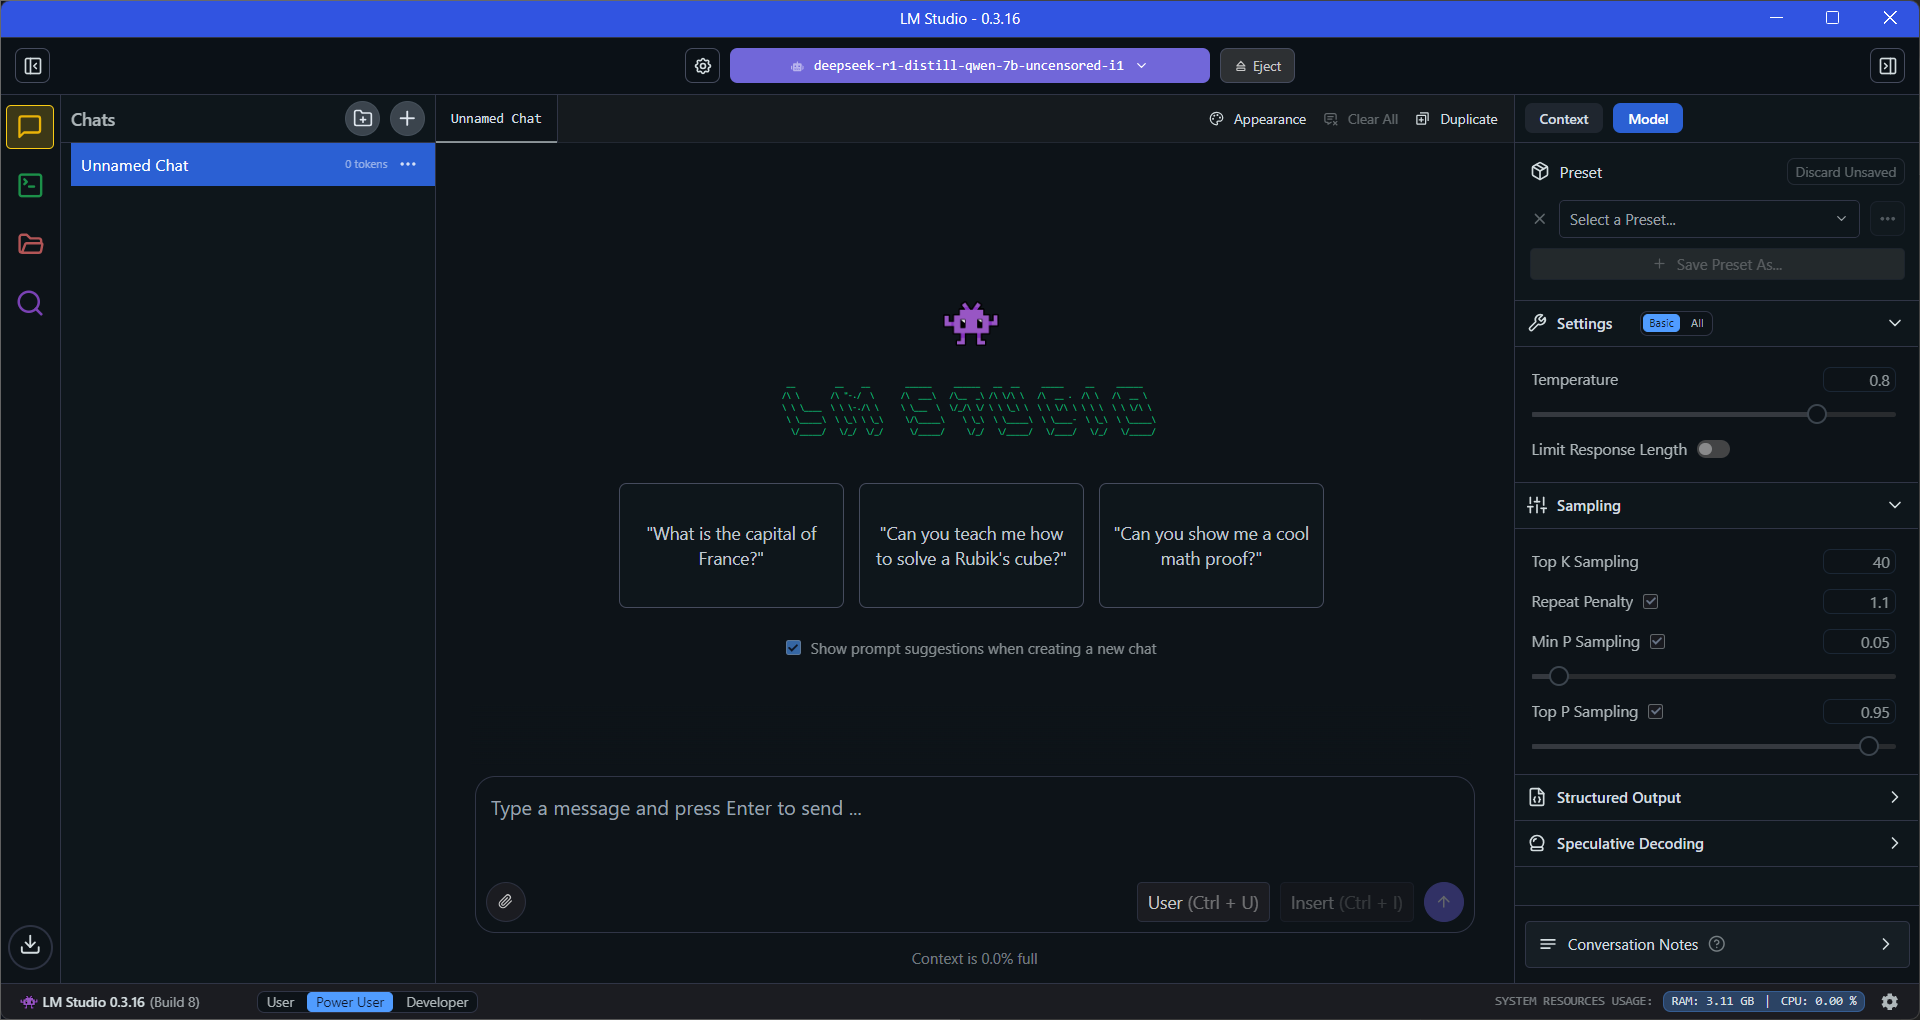 LM Studio - 0.3.16
deepseek-r1-distill-qwen-7b-uncensored-i1
Eject
Chats
Unnamed Chat
Appearance
Clear All
Duplicate
Context
Model
Unnamed Chat
0 tokens
Preset
Discard Unsaved
Select a Preset...
Save Preset As...
LM STUDIO
Settings
Basic
All
Temperature
0.8
Limit Response Length
Sampling
"What is the capital of
France?"
"Can you teach me how
to solve a Rubik's cube?"
"Can you show me a cool
math proof?"
Show prompt suggestions when creating a new chat
Top K Sampling
40
Repeat Penalty
1.1
Min P Sampling
0.05
Top P Sampling
0.95
Structured Output
Speculative Decoding
Type a message and press Enter to send ...
User (Ctrl + U)
Insert (Ctrl + I)
Context is 0.0% full
Conversation Notes
LM Studio 0.3.16 (Build 8)
User
Power User
Developer
SYSTEM RESOURCES USAGE:
RAM: 3.11 GB | CPU: 0.00 %